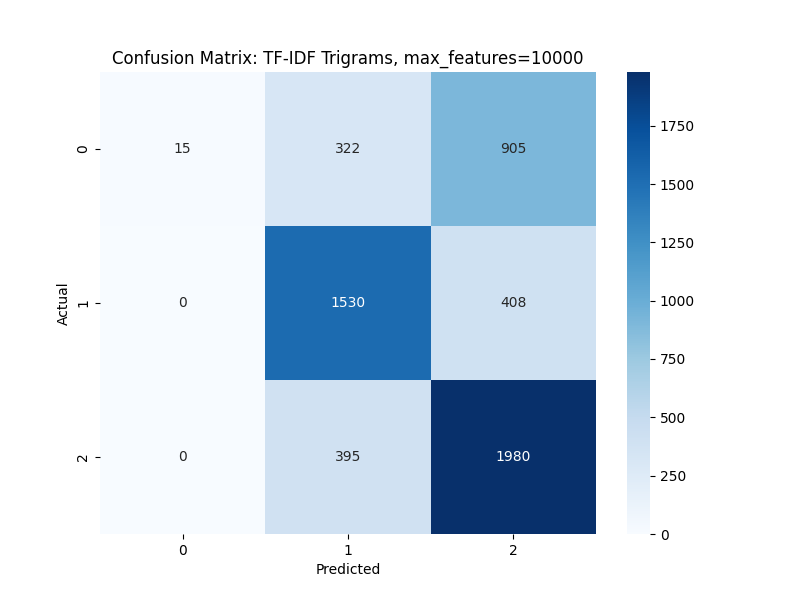 Confusion Matrix: TF-IDF Trigrams, max_features=10000
0 15 322 905
1 0 1530 408
2 0 395 1980
0 1 2
Predicted
Actual
1750
1500
1250
1000
750
500
250
0